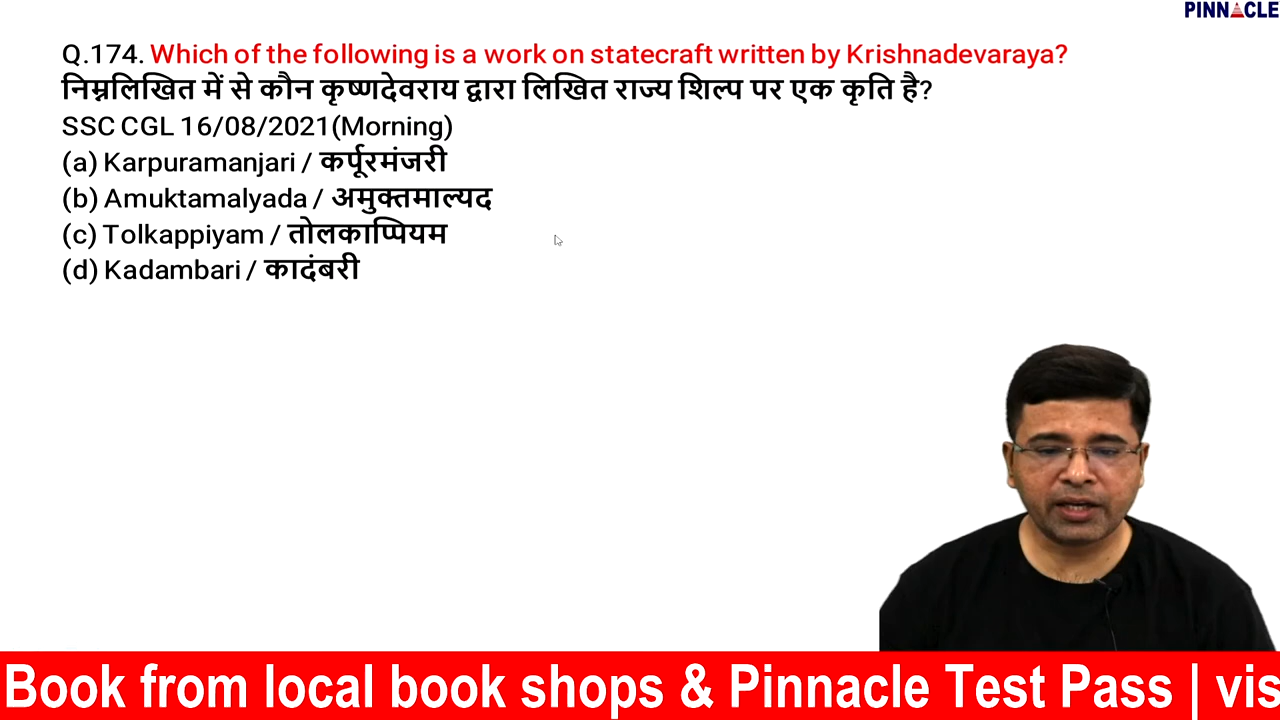 PINNACLE
Q.174. Which of the following is a work on statecraft written by Krishnadevaraya?
निम्नलिखित में से कौन कृष्णदेवराय द्वारा लिखित राज्य शिल्प पर एक कृति है?
SSC CGL 16/08/2021(Morning)
(a) Karpuramanjari / कर्पूरमंजरी
(b) Amuktamalyada / अमुक्तमाल्यद
(c) Tolkappiyam / तोलकाप्पियम
(d) Kadambari / कादंबरी
Book from local book shops & Pinnacle Test Pass | vis